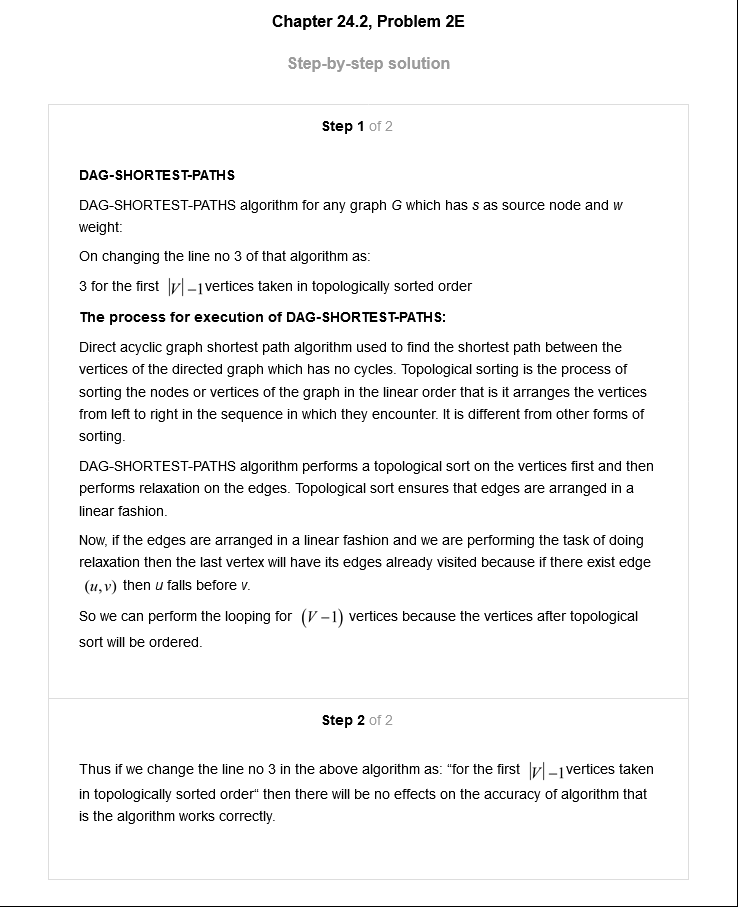 Chapter 24.2, Problem 2E
Step-by-step solution
Step 1 of 2
DAG-SHORTEST-PATHS
DAG-SHORTEST-PATHS algorithm for any graph G which has s as source node and w
weight:
On changing the line no 3 of that algorithm as:
3 for the first |V| −1 vertices taken in topologically sorted order
The process for execution of DAG-SHORTEST-PATHS:
Direct acyclic graph shortest path algorithm used to find the shortest path between the
vertices of the directed graph which has no cycles. Topological sorting is the process of
sorting the nodes or vertices of the graph in the linear order that is it arranges the vertices
from left to right in the sequence in which they encounter. It is different from other forms of
sorting.
DAG-SHORTEST-PATHS algorithm performs a topological sort on the vertices first and then
performs relaxation on the edges. Topological sort ensures that edges are arranged in a
linear fashion.
Now, if the edges are arranged in a linear fashion and we are performing the task of doing
relaxation then the last vertex will have its edges already visited because if there exist edge
(u,v) then u falls before v.
So we can perform the looping for (V −1) vertices because the vertices after topological
sort will be ordered.
Step 2 of 2
Thus if we change the line no 3 in the above algorithm as: “for the first |V| −1 vertices taken
in topologically sorted order“ then there will be no effects on the accuracy of algorithm that
is the algorithm works correctly.